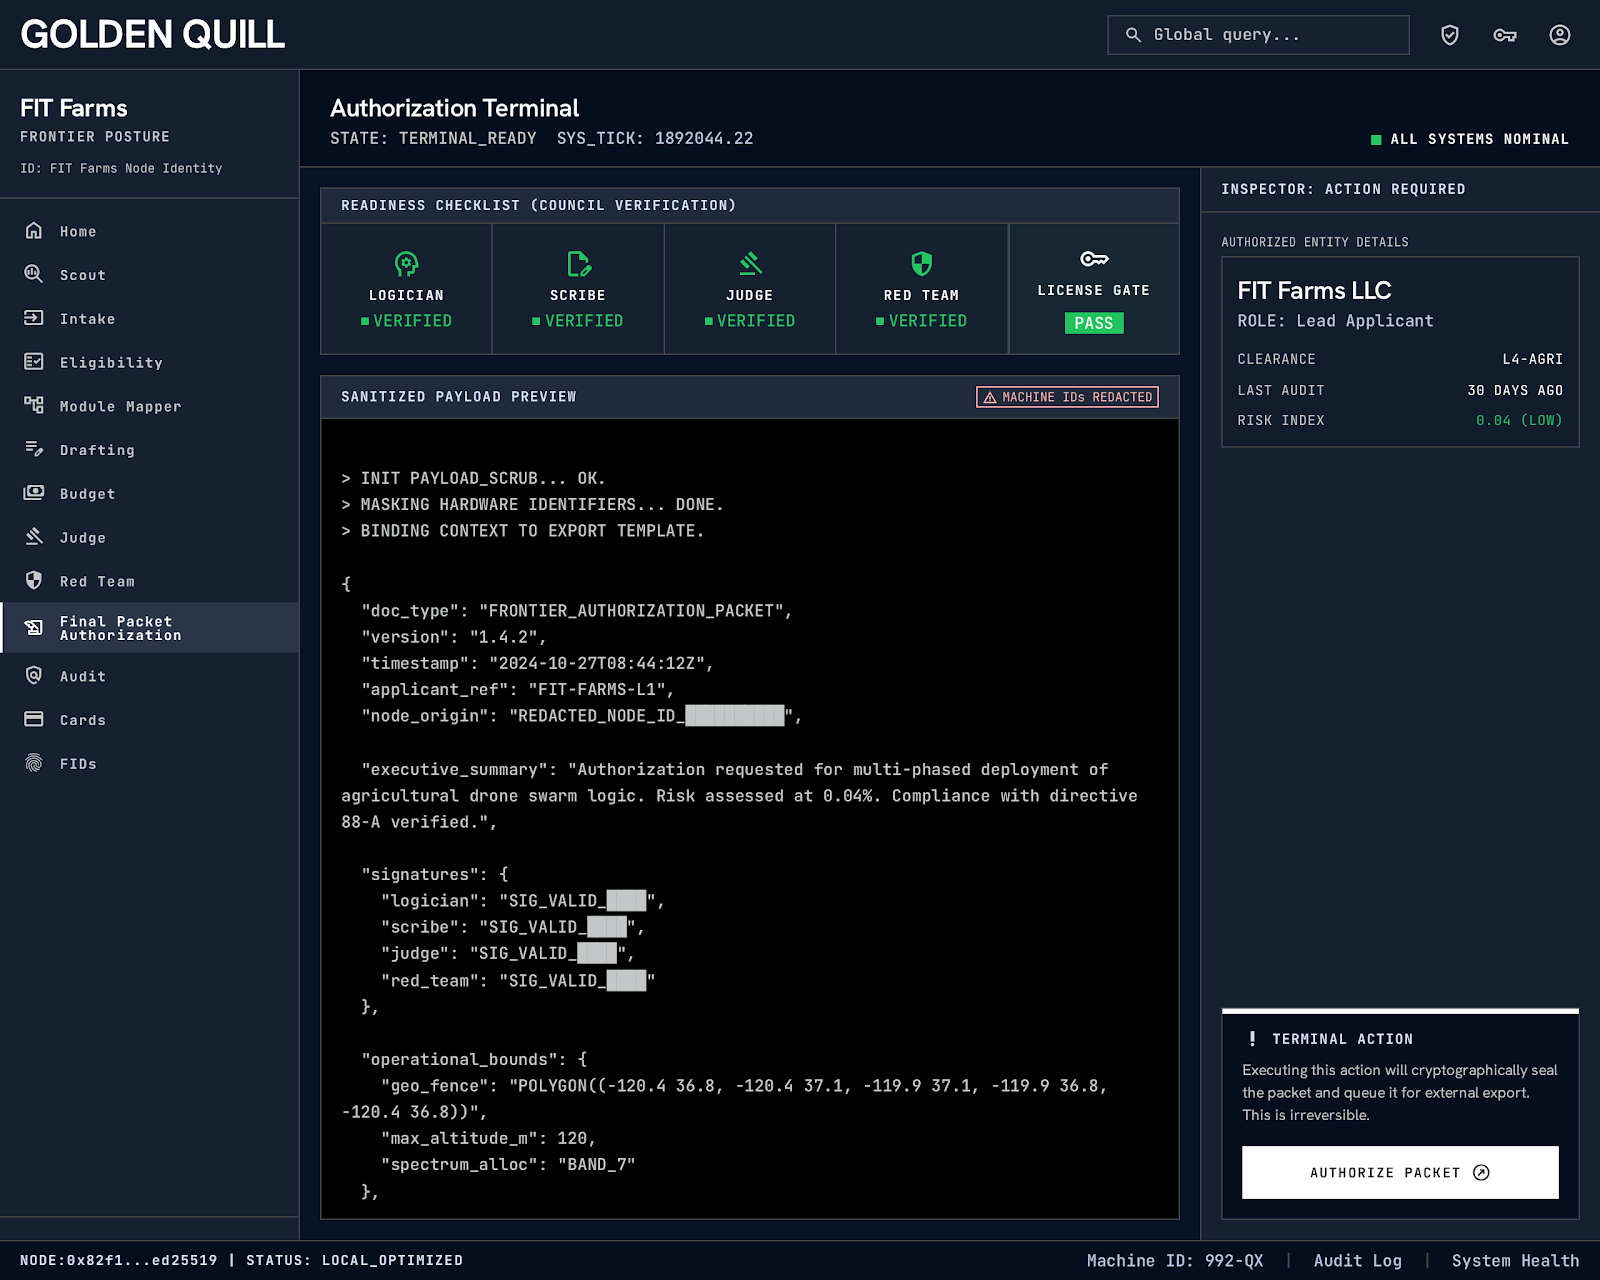 GOLDEN QUILL
Global query...
FIT Farms
FRONTIER POSTURE
ID: FIT Farms Node Identity
Home
Scout
Intake
Eligibility
Module Mapper
Drafting
Budget
Judge
Red Team
Final Packet
Authorization
Audit
Cards
FIDs
Authorization Terminal
STATE: TERMINAL_READY SYS_TICK: 1892044.22
ALL SYSTEMS NOMINAL
READINESS CHECKLIST (COUNCIL VERIFICATION)
LOGICIAN
VERIFIED
SCRIBE
VERIFIED
JUDGE
VERIFIED
RED TEAM
VERIFIED
LICENSE GATE
PASS
SANITIZED PAYLOAD PREVIEW
MACHINE IDs REDACTED
> INIT PAYLOAD_SCRUB... OK.
> MASKING HARDWARE IDENTIFIERS... DONE.
> BINDING CONTEXT TO EXPORT TEMPLATE.
{
"doc_type": "FRONTIER_AUTHORIZATION_PACKET",
"version": "1.4.2",
"timestamp": "2024-10-27T08:44:12Z",
"applicant_ref": "FIT-FARMS-L1",
"node_origin": "REDACTED_NODE_ID_██████████",
"executive_summary": "Authorization requested for multi-phased deployment of
agricultural drone swarm logic. Risk assessed at 0.04%. Compliance with directive
88-A verified.",
"signatures": {
"logician": "SIG_VALID_████",
"scribe": "SIG_VALID_████",
"judge": "SIG_VALID_████",
"red_team": "SIG_VALID_████"
},
"operational_bounds": {
"geo_fence": "POLYGON((-120.4 36.8, -120.4 37.1, -119.9 37.1, -119.9 36.8,
-120.4 36.8))",
"max_altitude_m": 120,
"spectrum_alloc": "BAND_7"
},
INSPECTOR: ACTION REQUIRED
AUTHORIZED ENTITY DETAILS
FIT Farms LLC
ROLE: Lead Applicant
CLEARANCE L4-AGRI
LAST AUDIT 30 DAYS AGO
RISK INDEX 0.04 (LOW)
! TERMINAL ACTION
Executing this action will cryptographically seal
the packet and queue it for external export.
This is irreversible.
AUTHORIZE PACKET
NODE:0x82f1...ed25519 | STATUS: LOCAL_OPTIMIZED
Machine ID: 992-QX | Audit Log | System Health